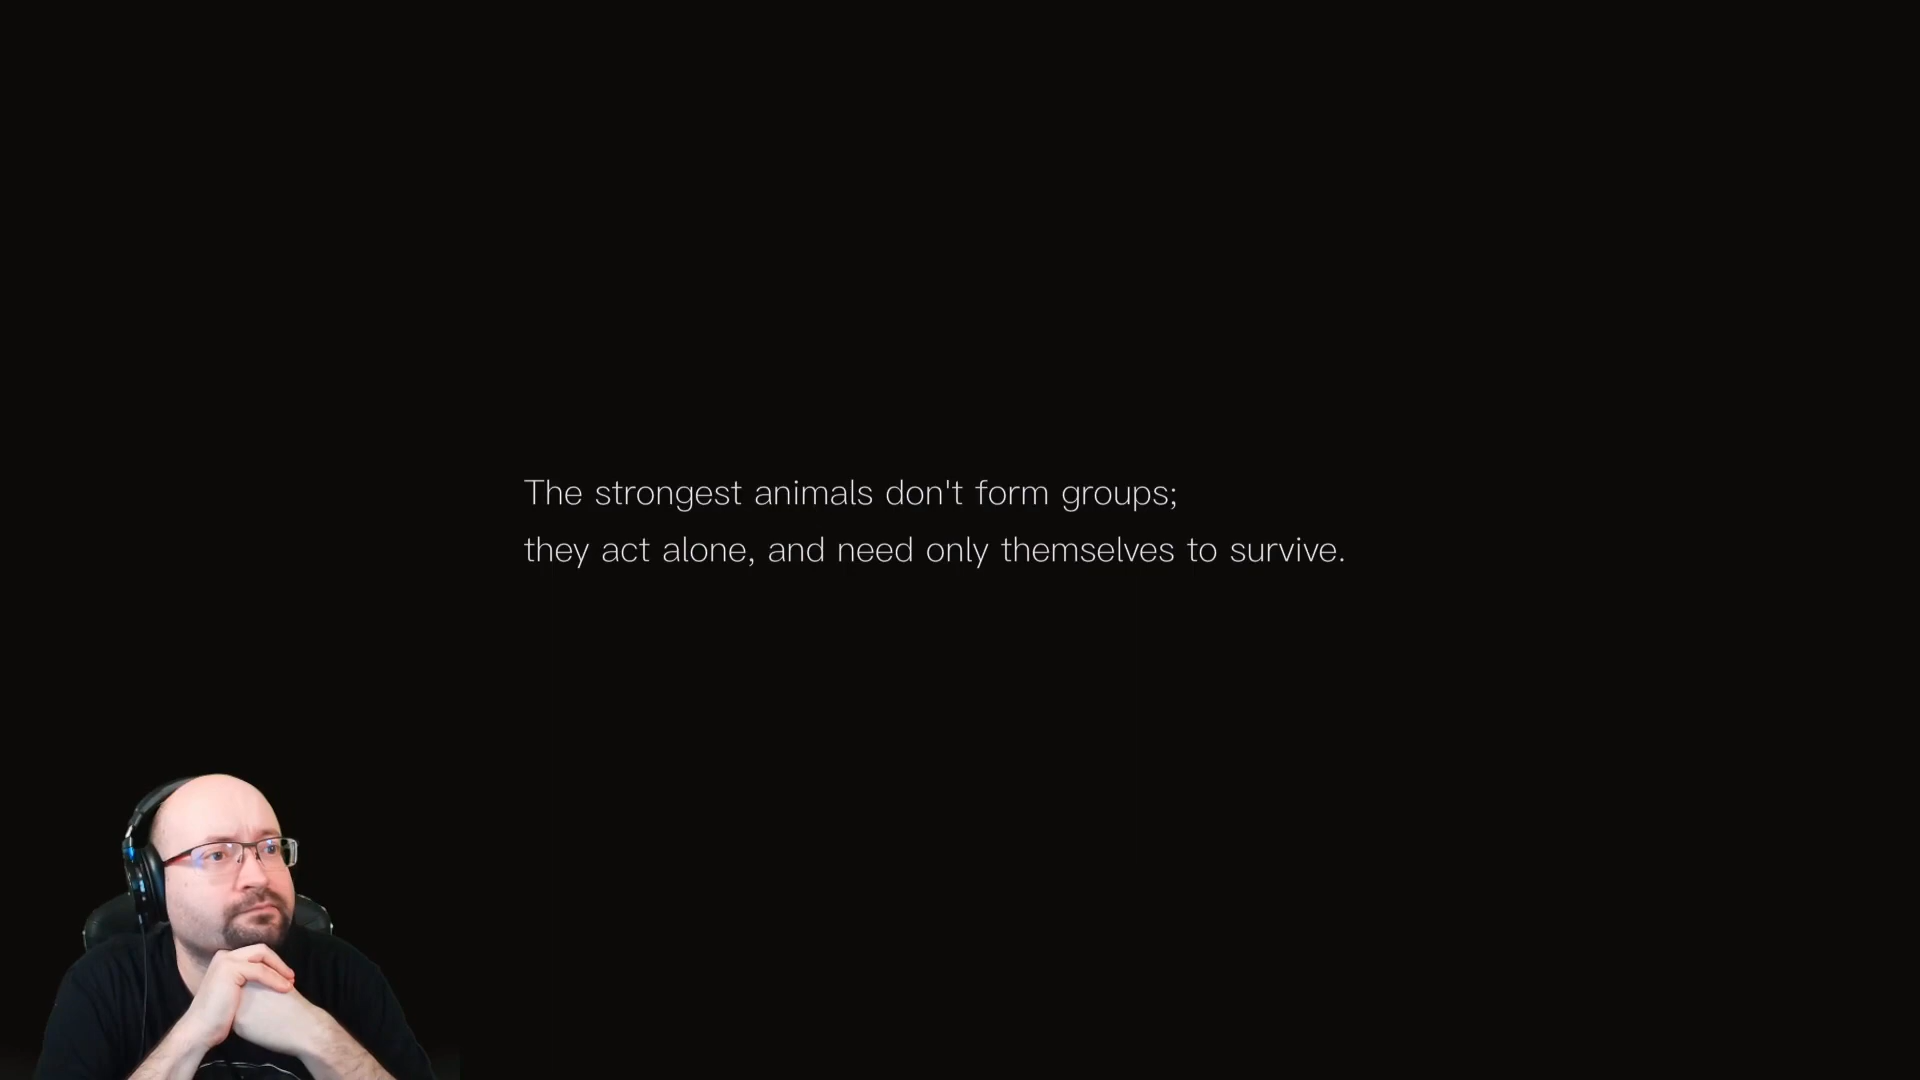 The strongest animals don't form groups;
they act alone, and need only themselves to survive.